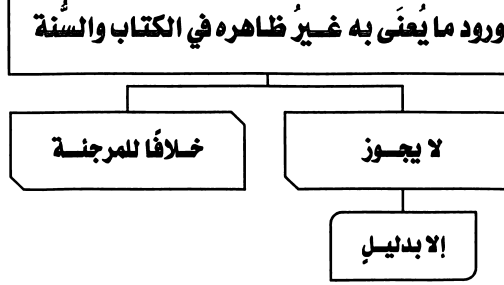 ورود ما يُعنَى به غيرُ ظاهره في الكتاب والسُّنة
لا يجوز
خلافًا للمرجئة
إلا بدليلٍ